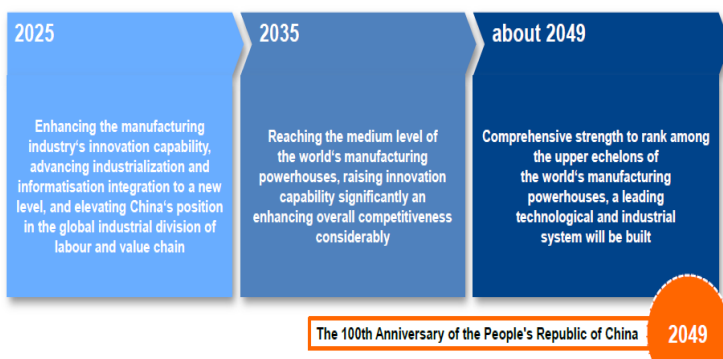 2025
Enhancing the manufacturing
industry's innovation capability,
advancing industrialization and
informatisation integration to a new
level, and elevating China's position
in the global industrial division of
labour and value chain
2035
Reaching the medium level of
the world's manufacturing
powerhouses, raising innovation
capability significantly an
enhancing overall competitiveness
considerably
about 2049
Comprehensive strength to rank among
the upper echelons of
the world's manufacturing
powerhouses, a leading
technological and industrial
system will be built
The 100th Anniversary of the People's Republic of China
2049